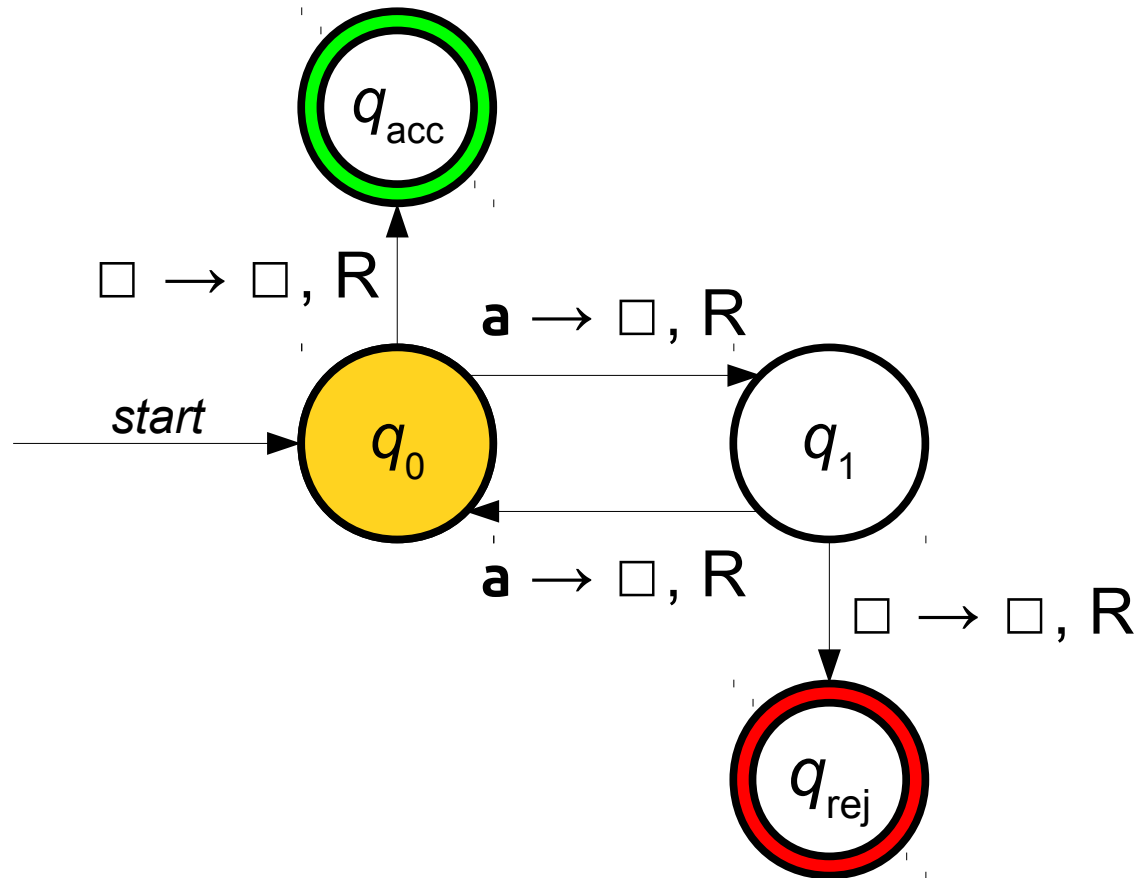 q_acc
□ → □, R
a → □, R
start
q_0
q_1
a → □, R
□ → □, R
q_rej